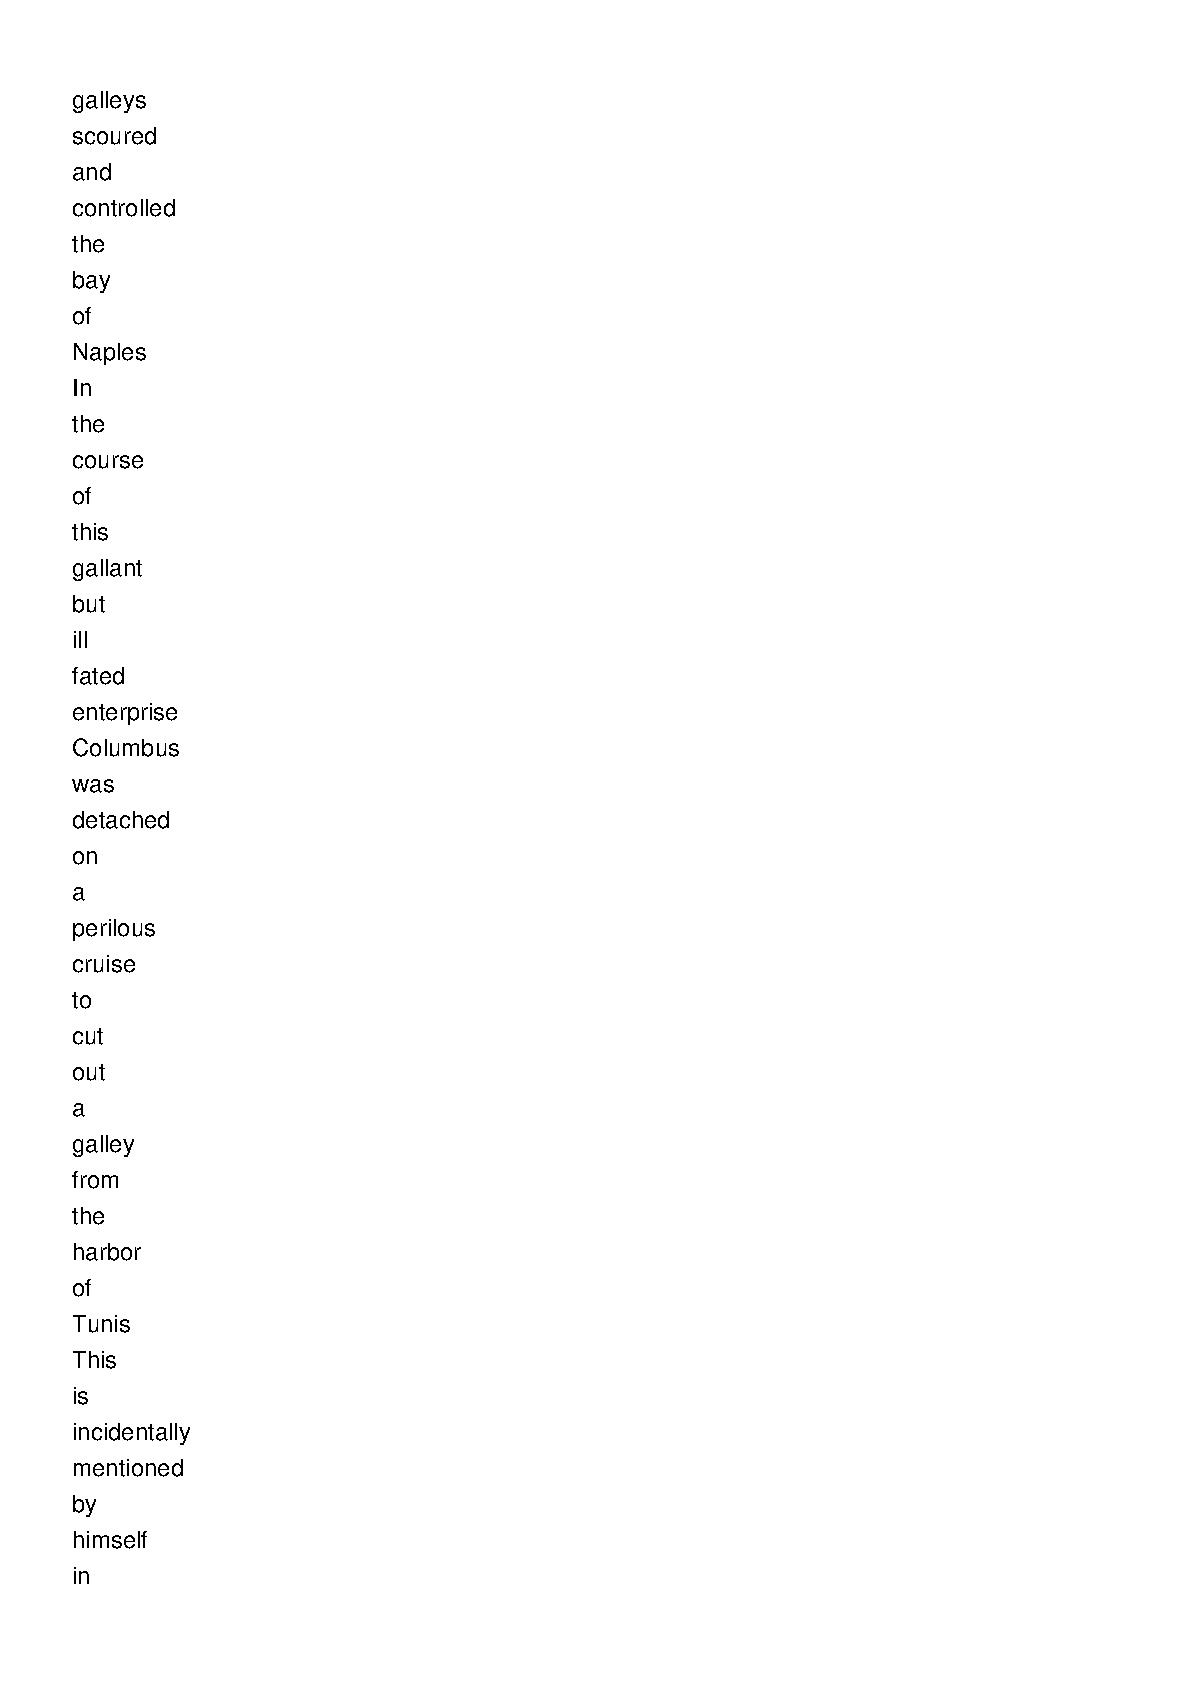 galleys
scoured
and
controlled
the
bay
of
Naples
In
the
course
of
this
gallant
but
ill
fated
enterprise
Columbus
was
detached
on
a
perilous
cruise
to
cut
out
a
galley
from
the
harbor
of
Tunis
This
is
incidentally
mentioned
by
himself
in